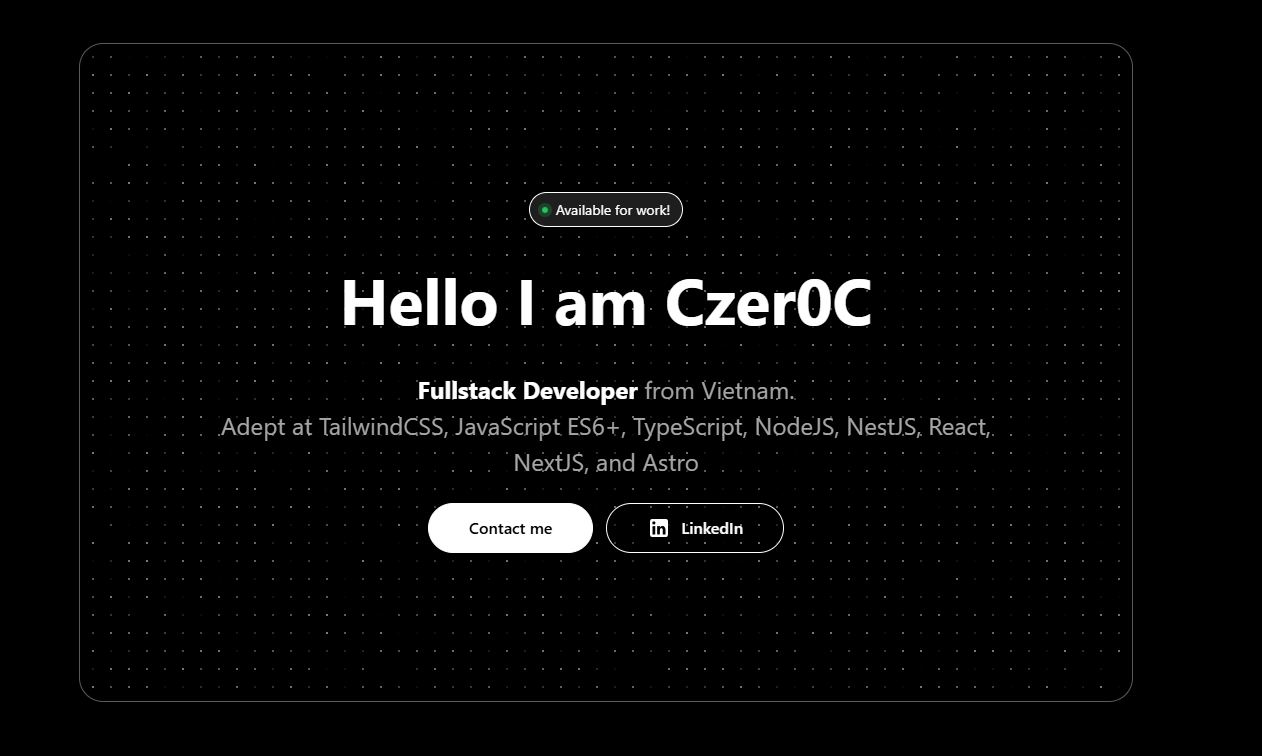 Available for work!
Hello I am Czer0C
Fullstack Developer from Vietnam.
Adept at TailwindCSS, JavaScript ES6+, TypeScript, NodeJS, NestJS, React,
NextJS, and Astro
Contact me
in LinkedIn